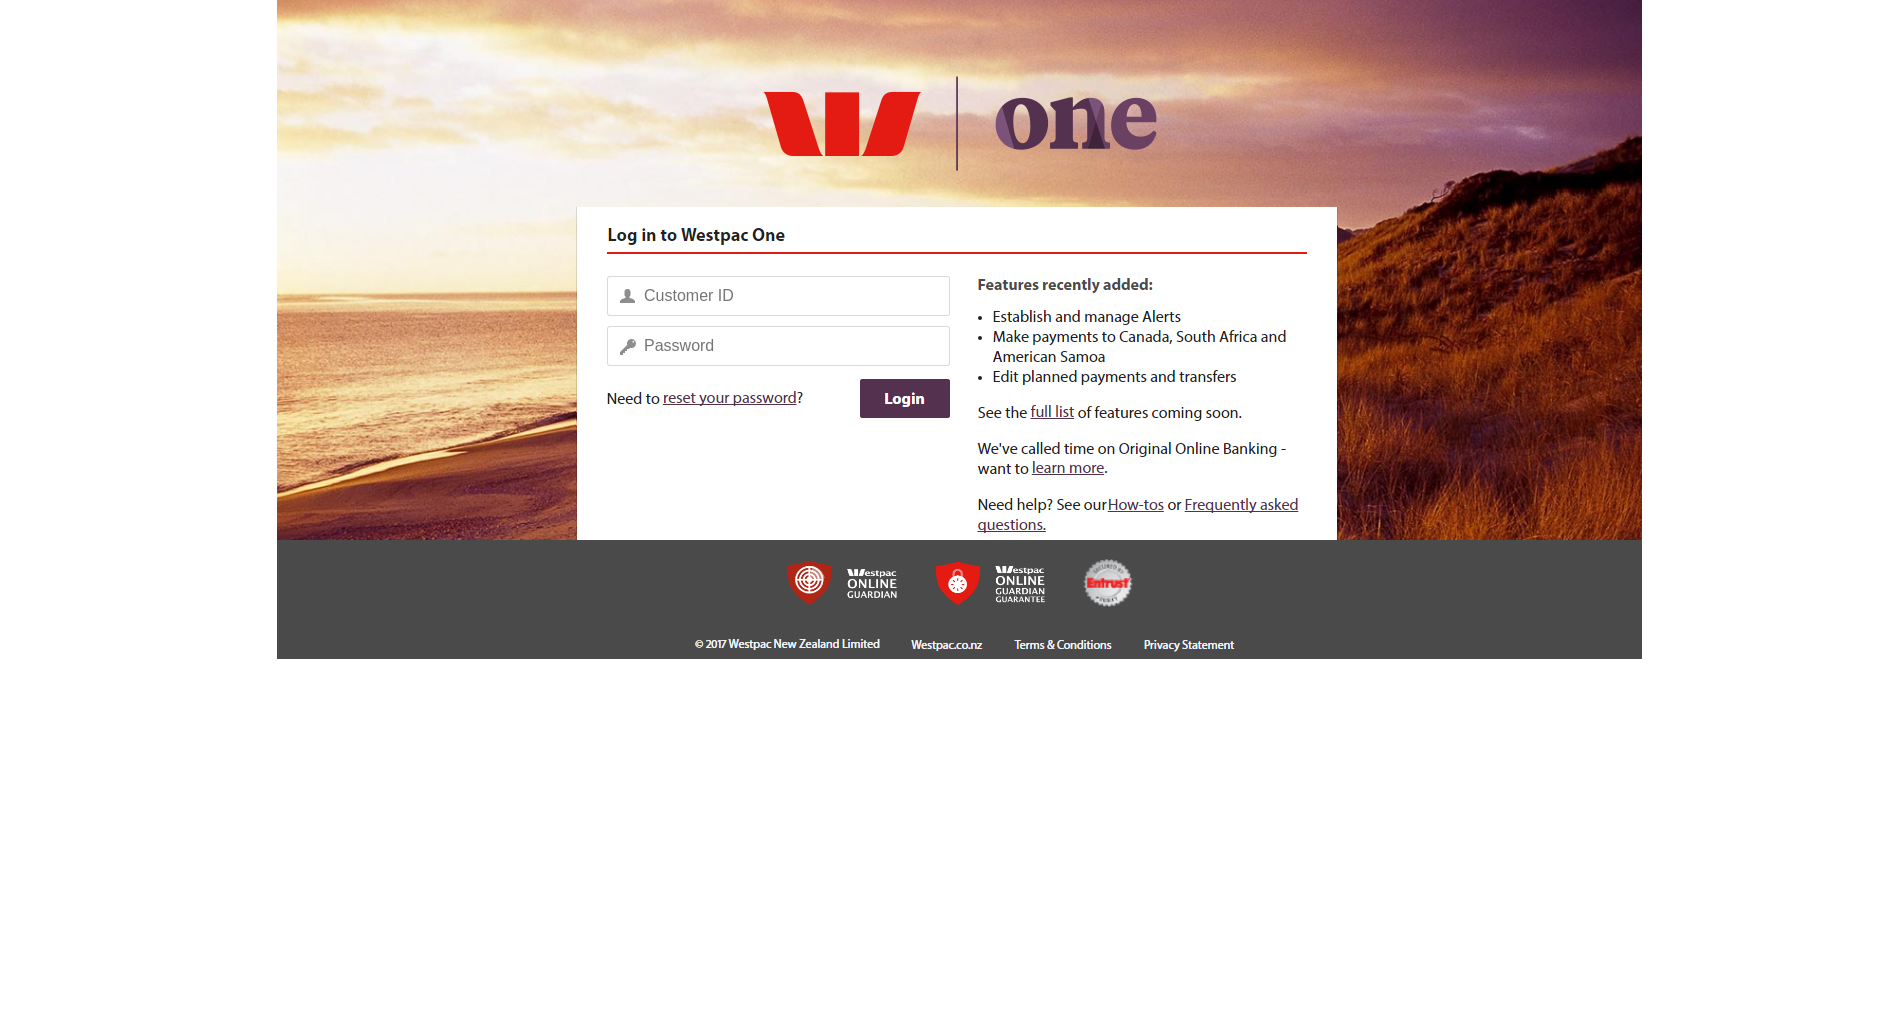 one
Log in to Westpac One
Customer ID
Password
Need to reset your password?
Login
Features recently added:
• Establish and manage Alerts
• Make payments to Canada, South Africa and
American Samoa
• Edit planned payments and transfers
See the full list of features coming soon.
We've called time on Original Online Banking -
want to learn more.
Need help? See ourHow-tos or Frequently asked
questions.
Westpac
ONLINE
GUARDIAN
Westpac
ONLINE
GUARDIAN
GUARANTEE
Entrust
© 2017 Westpac New Zealand Limited
Westpac.co.nz
Terms & Conditions
Privacy Statement